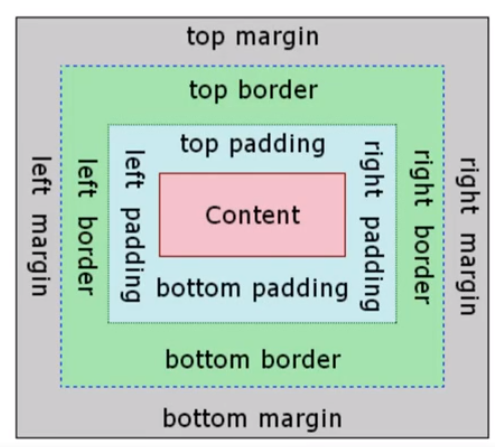 top margin
top border
top padding
left margin
left border
left padding
Content
right padding
right border
right margin
bottom padding
bottom border
bottom margin